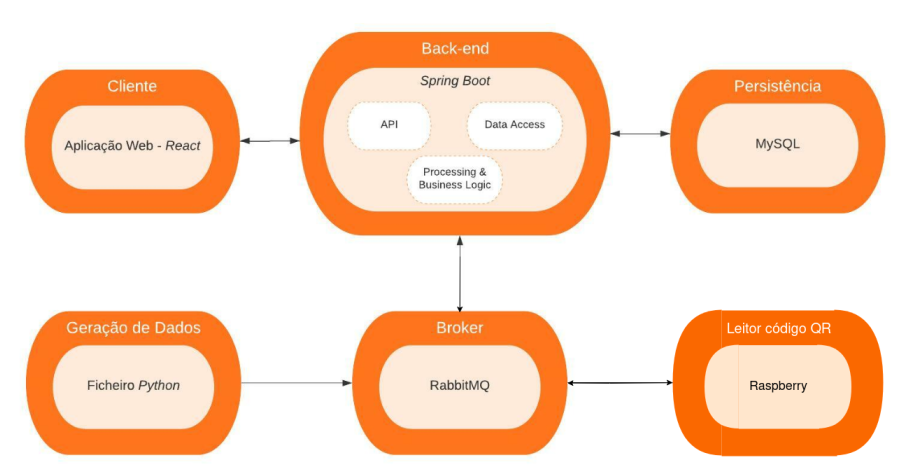 Back-end
Spring Boot
API
Data Access
Processing &
Business Logic
Cliente
Aplicação Web - React
Persistência
MySQL
Geração de Dados
Ficheiro Python
Broker
RabbitMQ
Leitor código QR
Raspberry